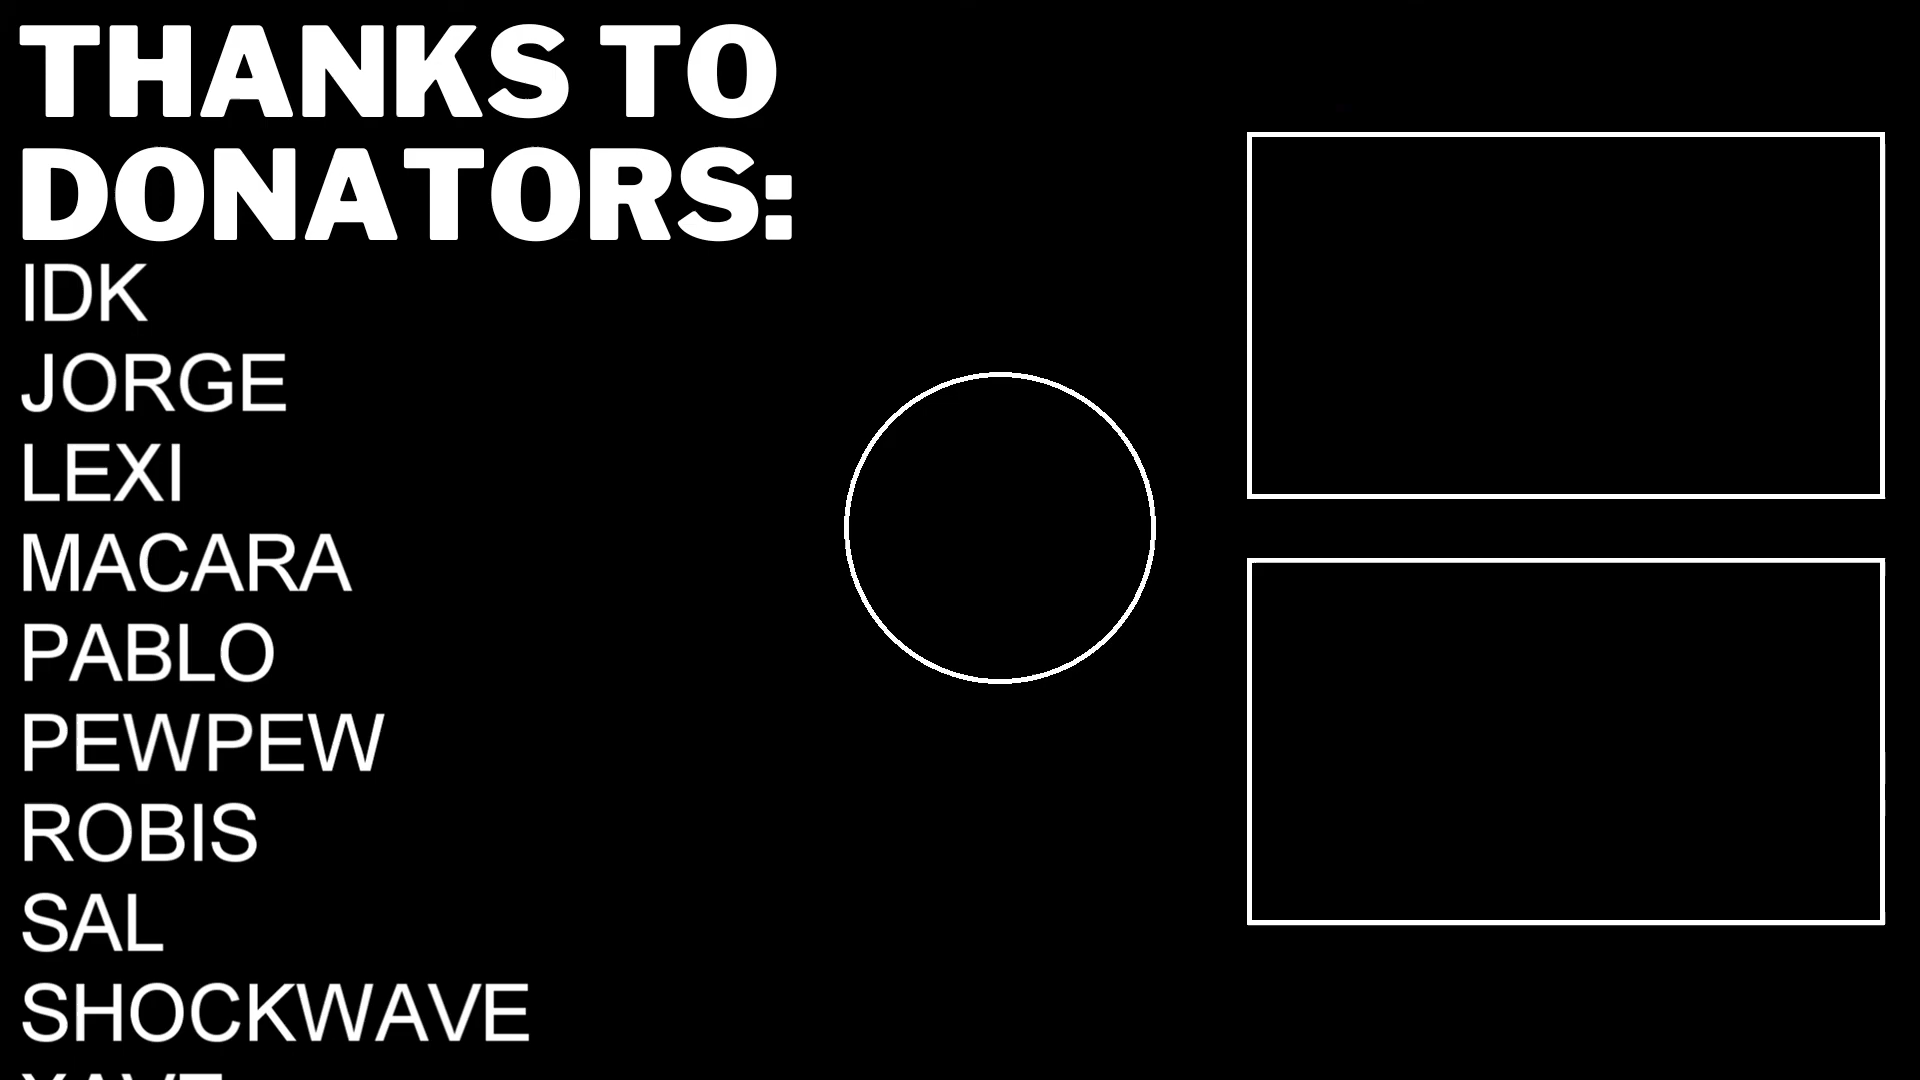 THANKS TO
DONATORS:
IDK
JORGE
LEXI
MACARA
PABLO
PEWPEW
ROBIS
SAL
SHOCKWAVE